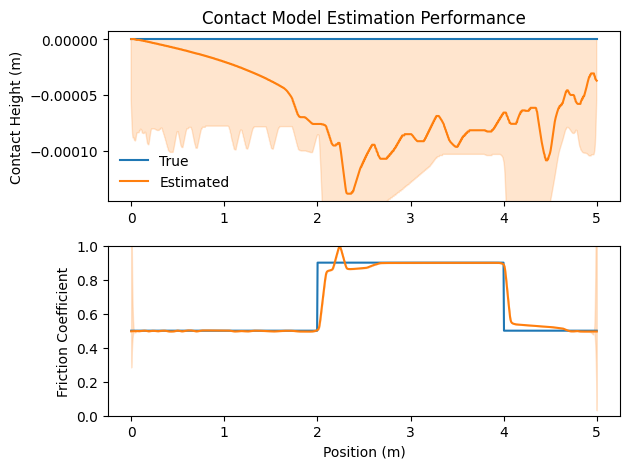 Contact Model Estimation Performance
Contact Height (m)
0.00000
−0.00005
−0.00010
True
Estimated
0 1 2 3 4 5
Friction Coefficient
1.0
0.8
0.6
0.4
0.2
0.0
0 1 2 3 4 5
Position (m)